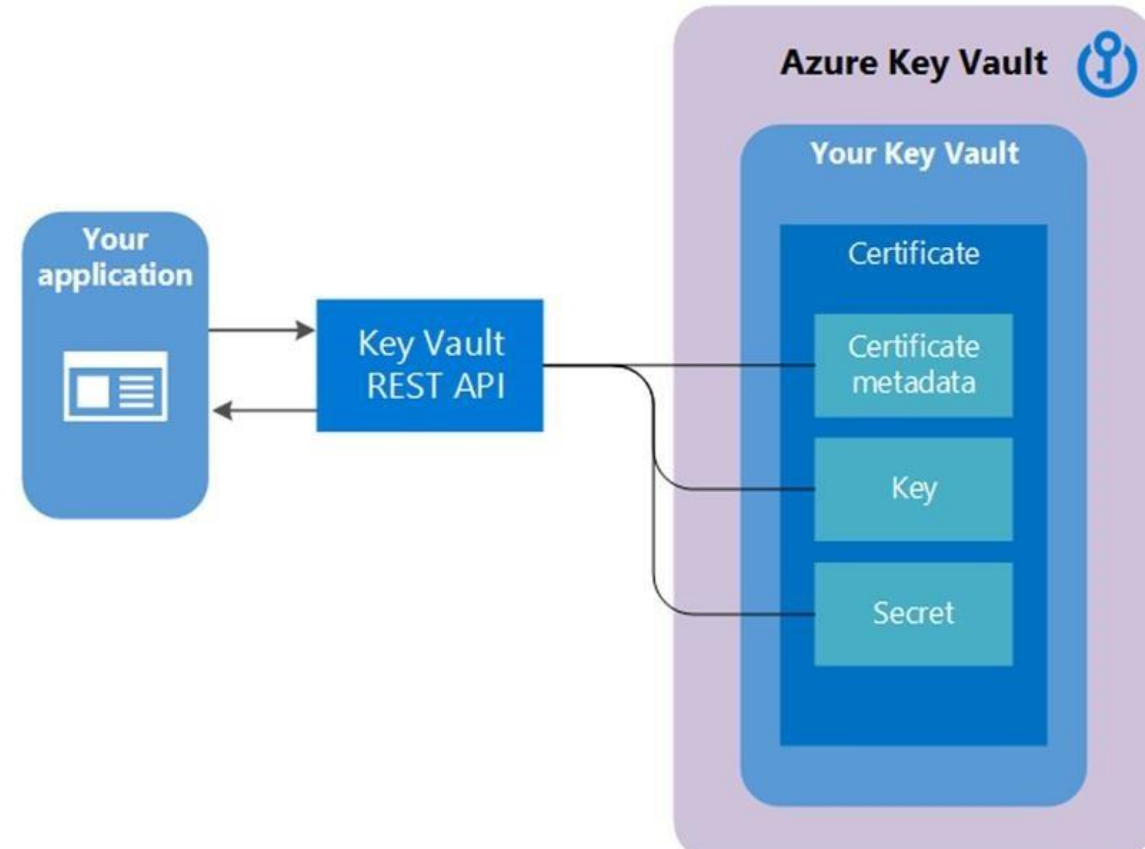 Azure Key Vault
Your Key Vault
Your
application
Certificate
Key Vault
REST API
Certificate
metadata
Key
Secret